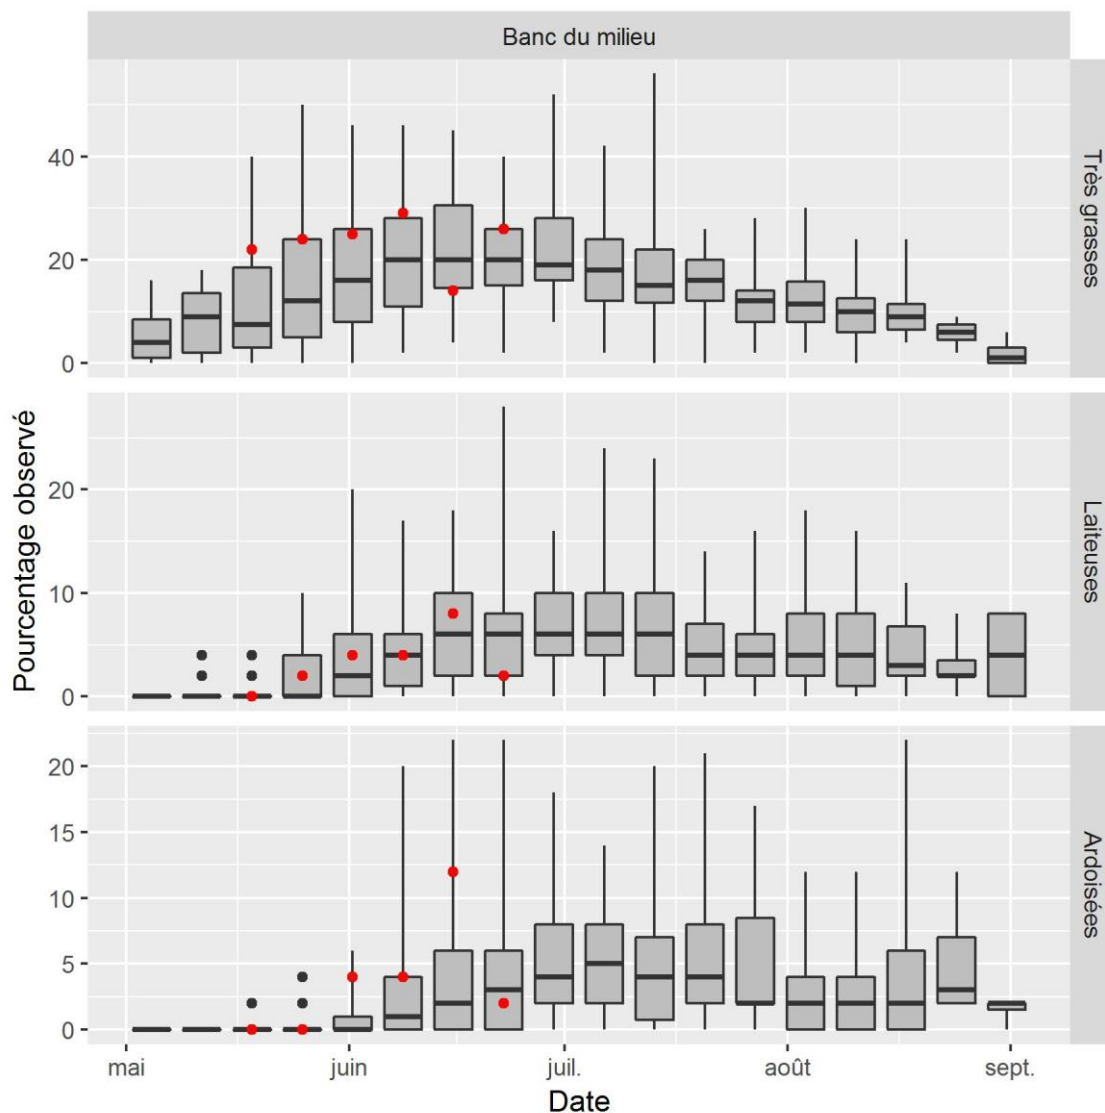 Banc du milieu
Pourcentage observé
40
20
0
Très grasses
20
10
0
Laiteuses
20
15
10
5
0
Ardoisées
mai
juin
juil.
août
sept.
Date